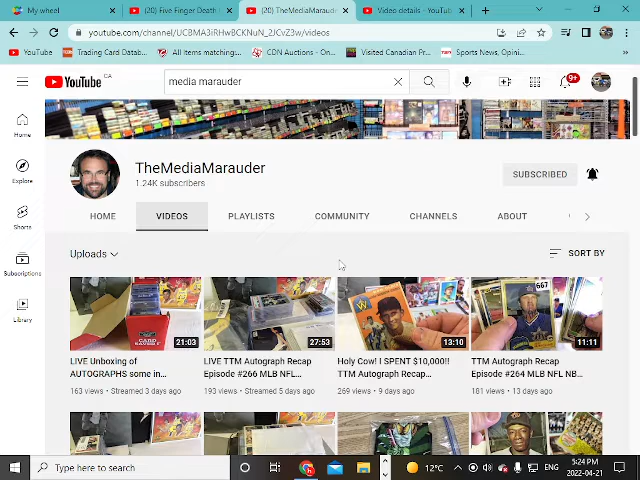 My wheel
(20) Five Finger Death
(20) TheMediaMarauder
Video details - YouTube
youtube.com/channel/UCBMA3iRHwBCKNuN_2JCvZ3w/videos
YouTube
Trading Card Databa...
All Items matching:...
CDN Auctions - On...
Visited Canadian Pr...
Sports News, Opini...
YouTube CA
media marauder
9+
Home
Explore
Shorts
Subscriptions
Library
TheMediaMarauder
1.24K subscribers
SUBSCRIBED
HOME
VIDEOS
PLAYLISTS
COMMUNITY
CHANNELS
ABOUT
Uploads
SORT BY
21:03
27:53
13:10
667
11:11
LIVE Unboxing of
AUTOGRAPHS some in...
163 views • Streamed 3 days ago
LIVE TTM Autograph Recap
Episode #266 MLB NFL...
193 views • Streamed 5 days ago
Holy Cow! I SPENT $10,000!!
TTM Autograph Recap...
269 views • 9 days ago
TTM Autograph Recap
Episode #264 MLB NFL NB...
181 views • 13 days ago
Type here to search
12°C
ENG
5:24 PM
2022-04-21